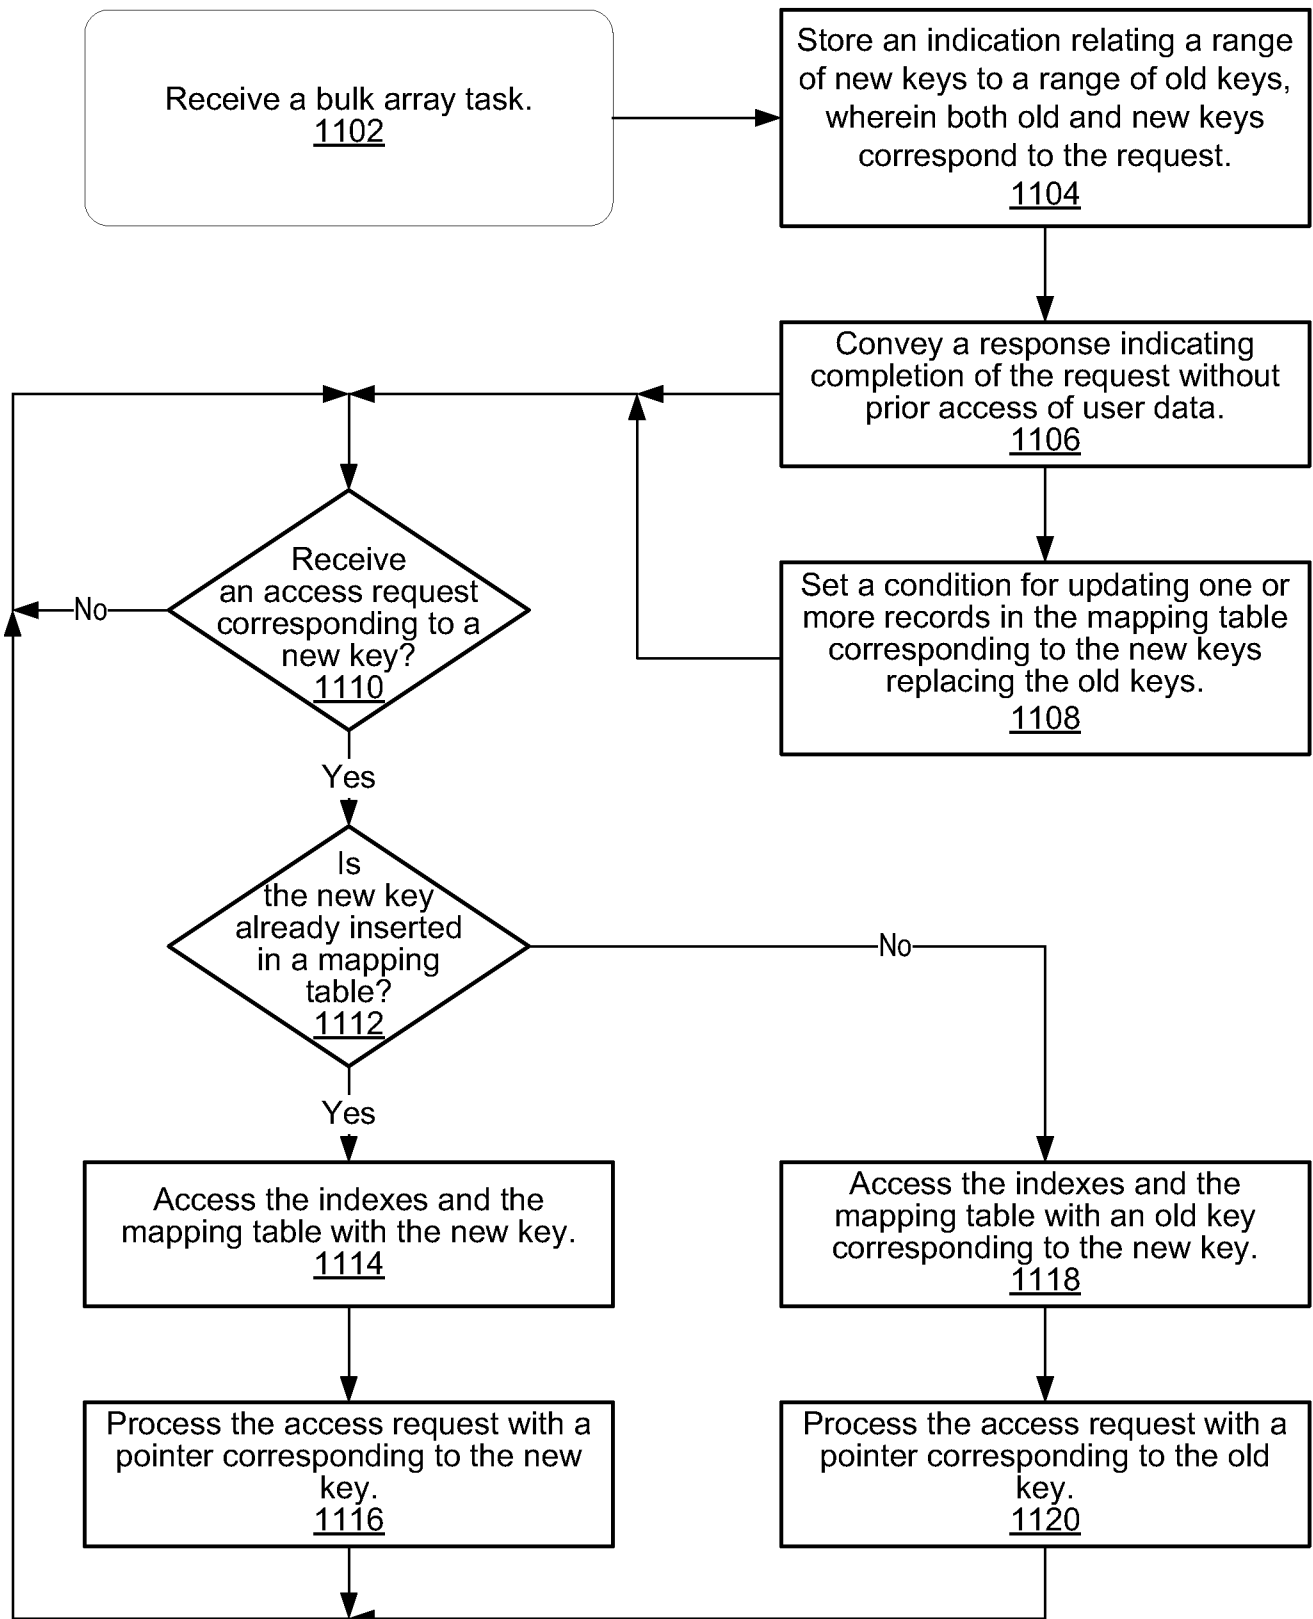 Receive a bulk array task.
1102
Store an indication relating a range
of new keys to a range of old keys,
wherein both old and new keys
correspond to the request.
1104
Convey a response indicating
completion of the request without
prior access of user data.
1106
Set a condition for updating one or
more records in the mapping table
corresponding to the new keys
replacing the old keys.
1108
Receive
an access request
corresponding to a
new key?
1110
No
Yes
Is
the new key
already inserted
in a mapping
table?
1112
No
Yes
Access the indexes and the
mapping table with the new key.
1114
Access the indexes and the
mapping table with an old key
corresponding to the new key.
1118
Process the access request with a
pointer corresponding to the new
key.
1116
Process the access request with a
pointer corresponding to the old
key.
1120